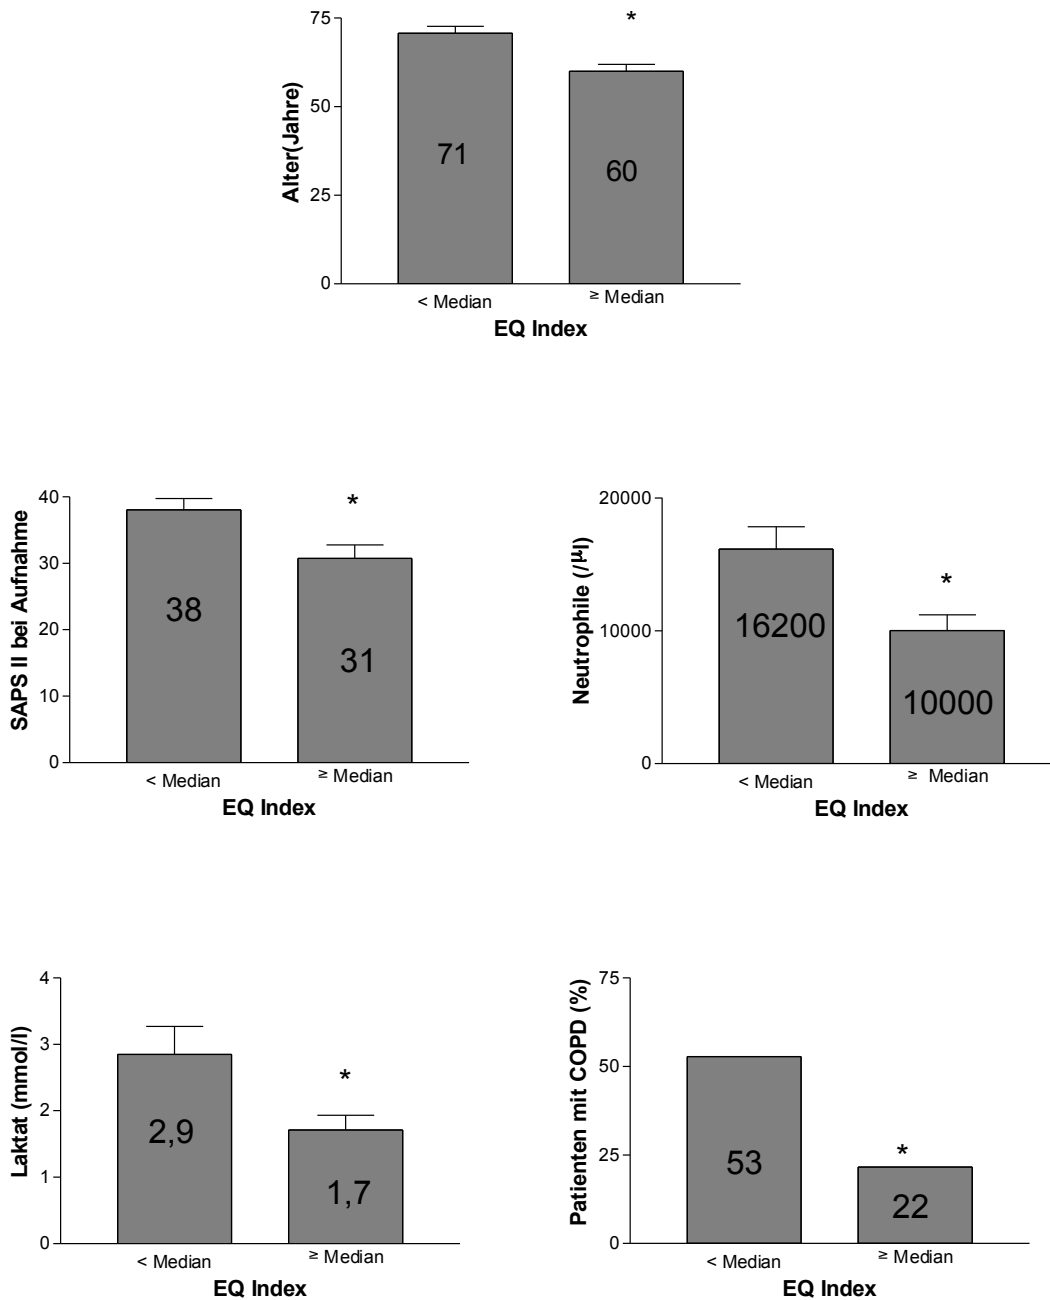 Alter(Jahre)
75
50
25
0
*
71
60
< Median
≥ Median
EQ Index
SAPS II bei Aufnahme
40
30
20
10
0
*
38
31
< Median
≥ Median
EQ Index
Neutrophile (/µl)
20000
10000
0
*
16200
10000
< Median
≥ Median
EQ Index
Laktat (mmol/l)
4
3
2
1
0
*
2,9
1,7
< Median
≥ Median
EQ Index
Patienten mit COPD (%)
75
50
25
0
*
53
22
< Median
≥ Median
EQ Index